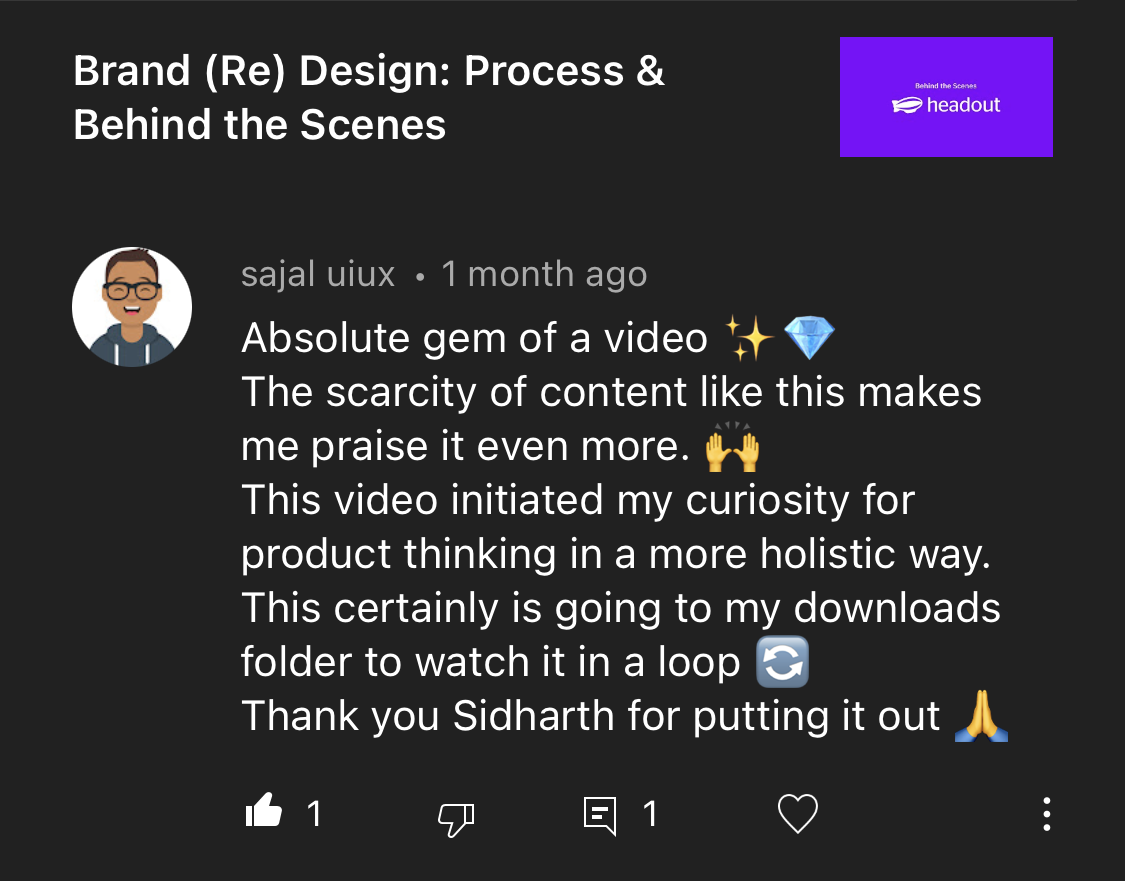 Brand (Re) Design: Process &
Behind the Scenes
Behind the Scenes
headout
sajal uiux • 1 month ago
Absolute gem of a video ✨💎
The scarcity of content like this makes
me praise it even more. 🙌
This video initiated my curiosity for
product thinking in a more holistic way.
This certainly is going to my downloads
folder to watch it in a loop 🔄
Thank you Sidharth for putting it out 🙏
1 1